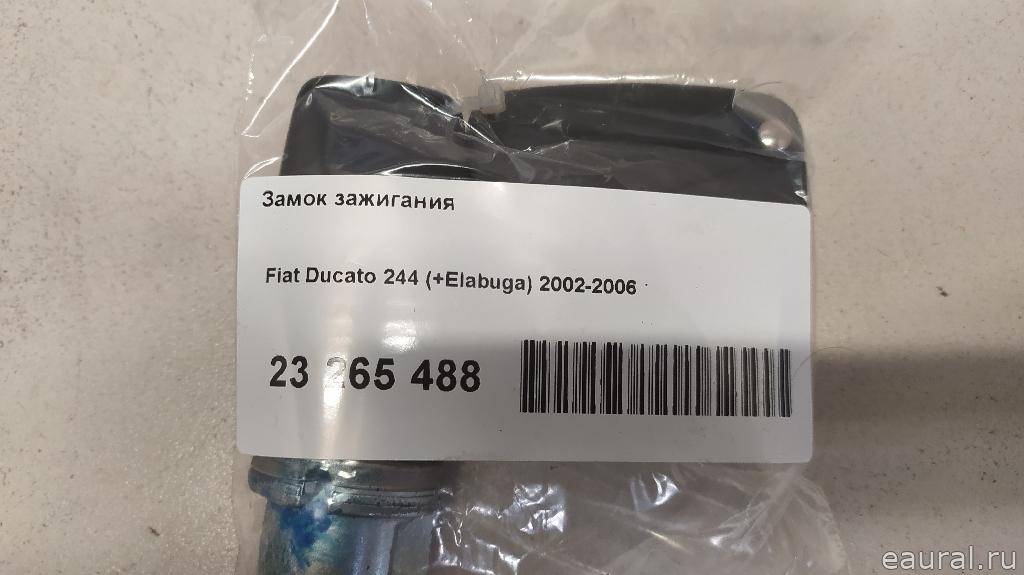 Замок зажигания
Fiat Ducato 244 (+Elabuga) 2002-2006
23 265 488
eaural.ru